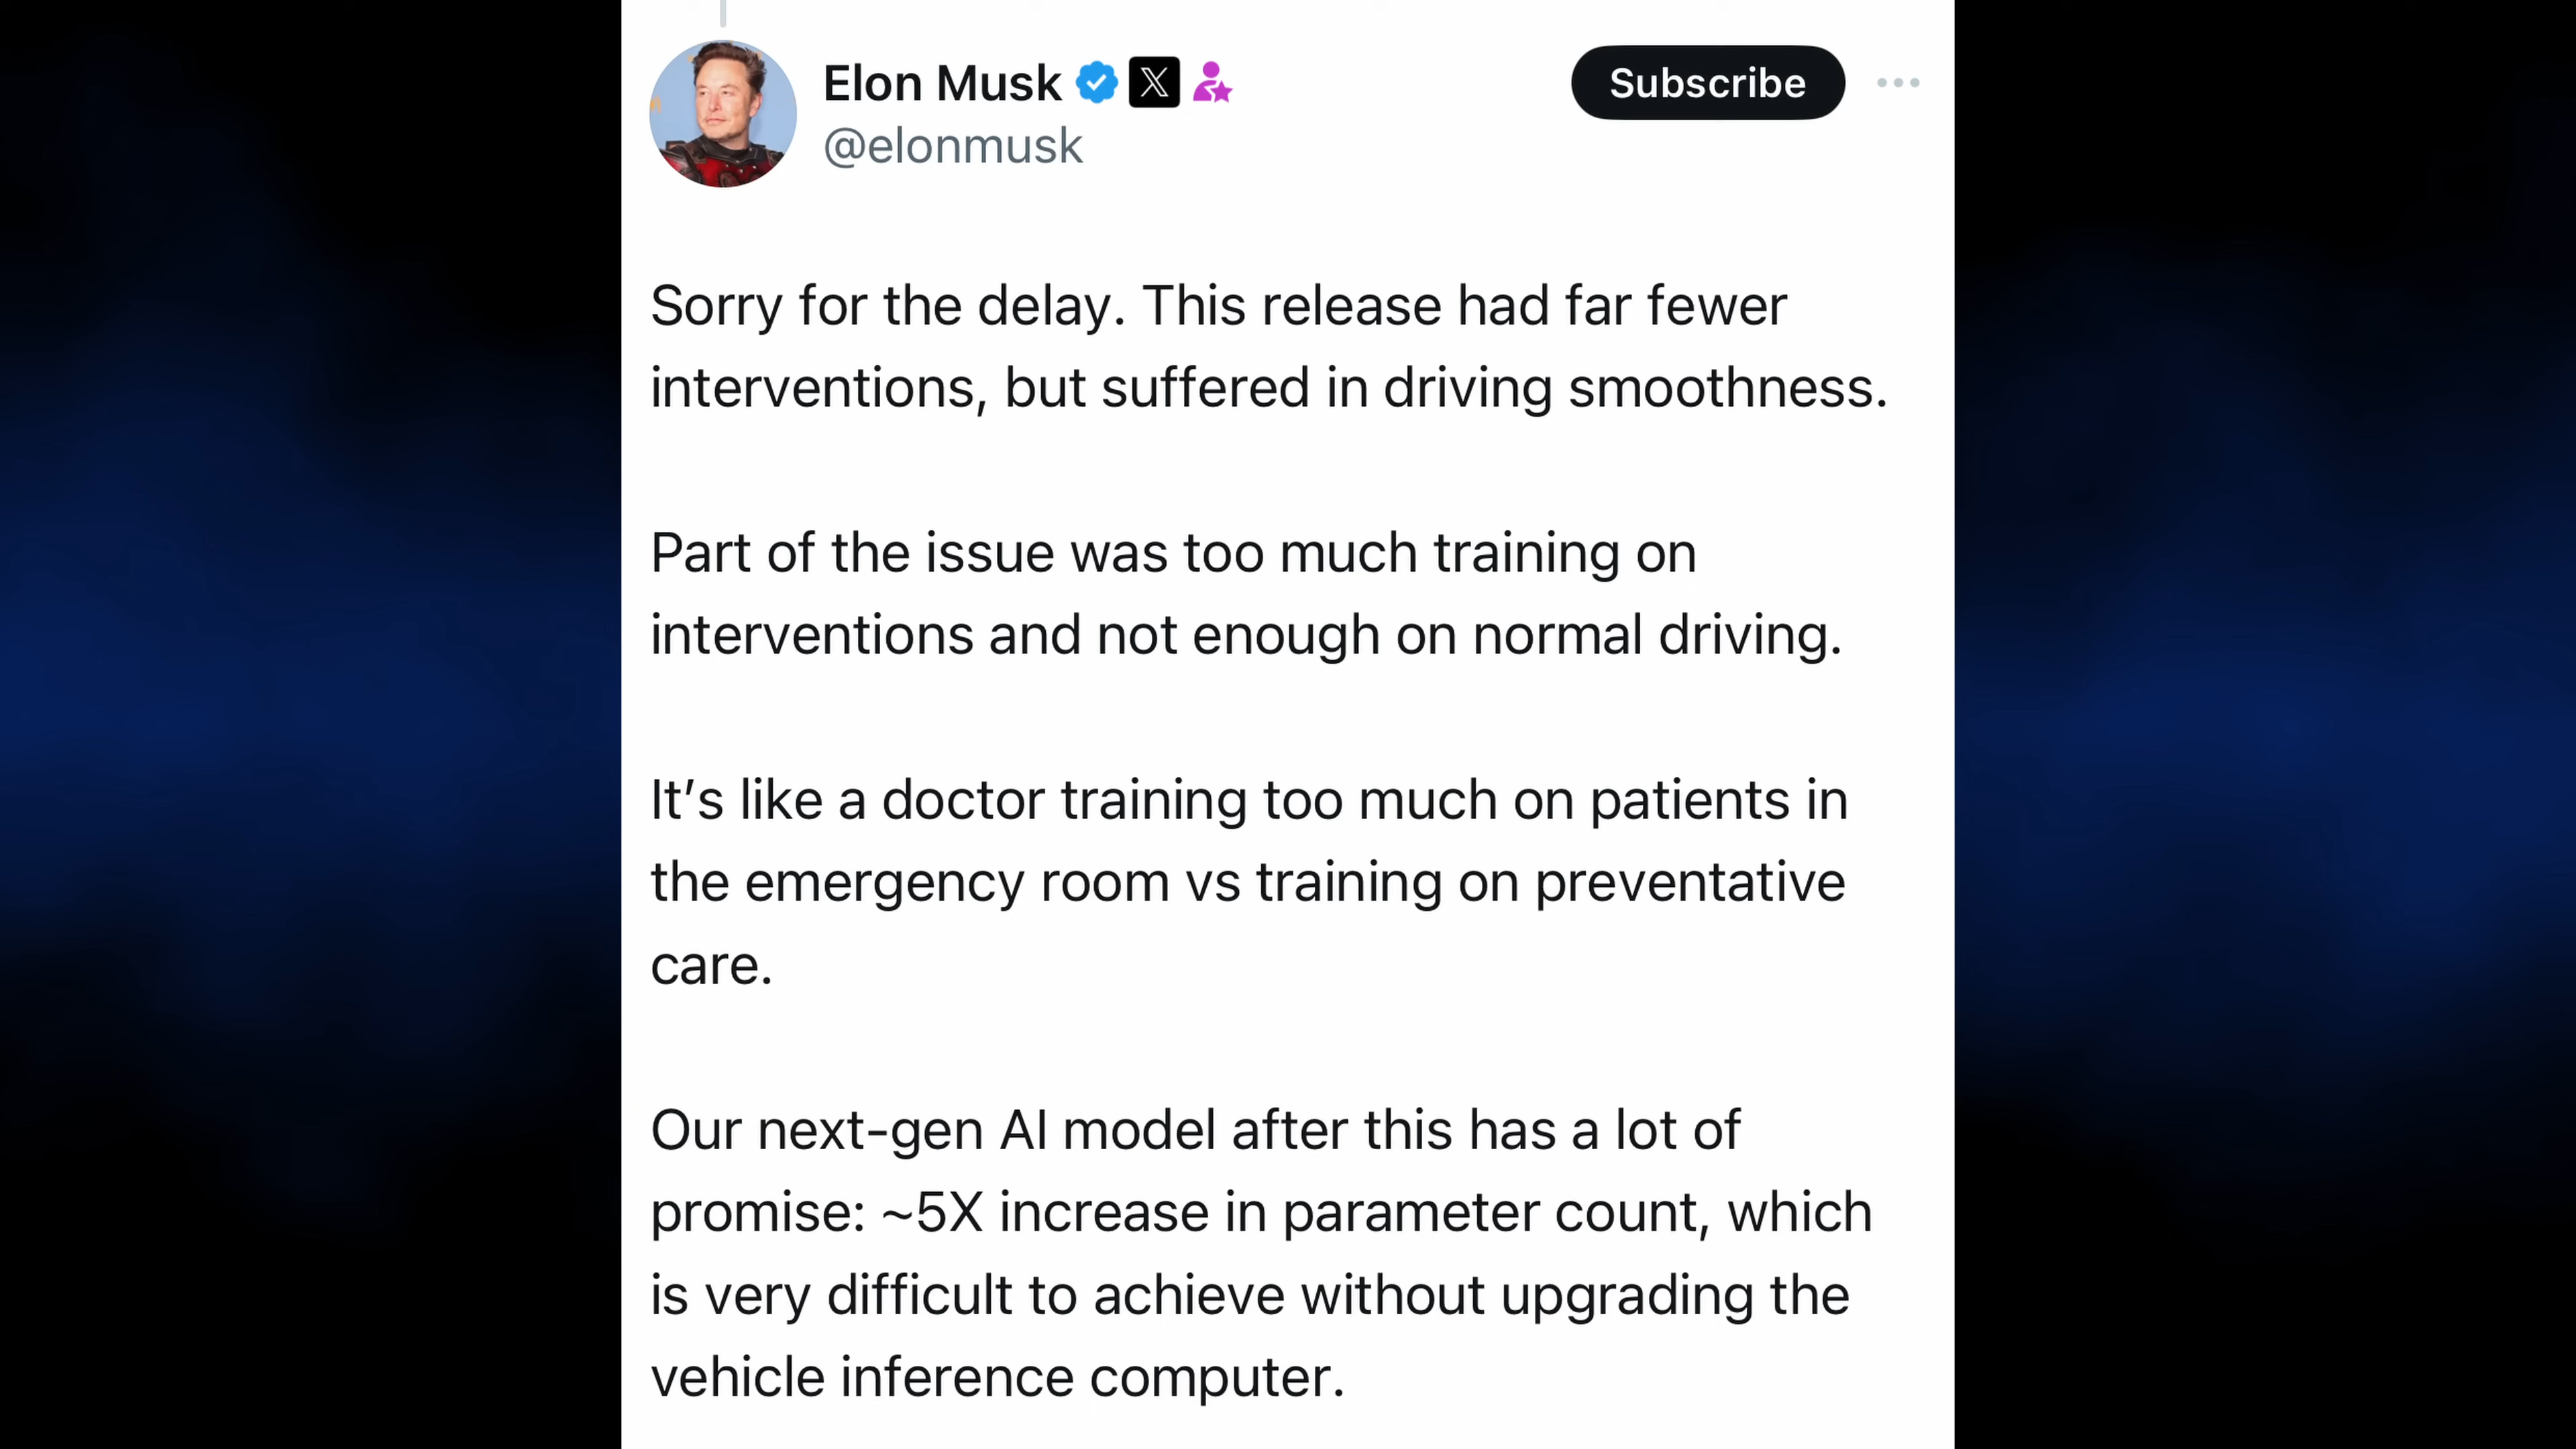 Elon Musk
@elonmusk
Subscribe
Sorry for the delay. This release had far fewer
interventions, but suffered in driving smoothness.
Part of the issue was too much training on
interventions and not enough on normal driving.
It’s like a doctor training too much on patients in
the emergency room vs training on preventative
care.
Our next-gen AI model after this has a lot of
promise: ~5X increase in parameter count, which
is very difficult to achieve without upgrading the
vehicle inference computer.